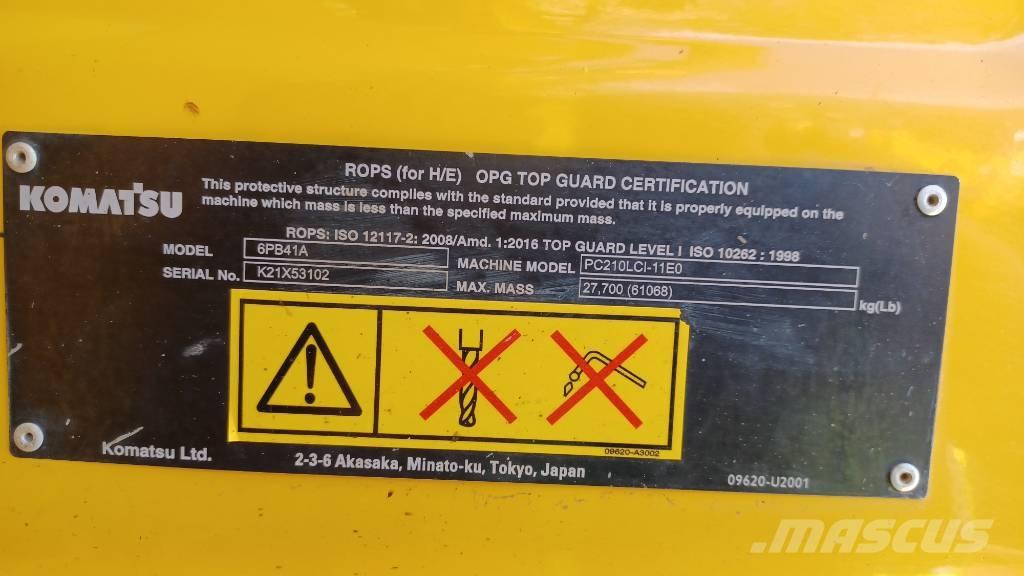 ROPS (for H/E) OPG TOP GUARD CERTIFICATION
KOMATSU
This protective structure complies with the standard provided that it is properly equipped on the
machine which mass is less than the specified maximum mass.
ROPS: ISO 12117-2: 2008/Amd. 1:2016 TOP GUARD LEVEL I ISO 10262 : 1998
MODEL 6PB41A MACHINE MODEL PC210LCI-11E0
SERIAL No. K21X53102 MAX. MASS 27,700 (61068) kg(Lb)
09620-A3002
Komatsu Ltd. 2-3-6 Akasaka, Minato-ku, Tokyo, Japan 09620-U2001
MASCUS